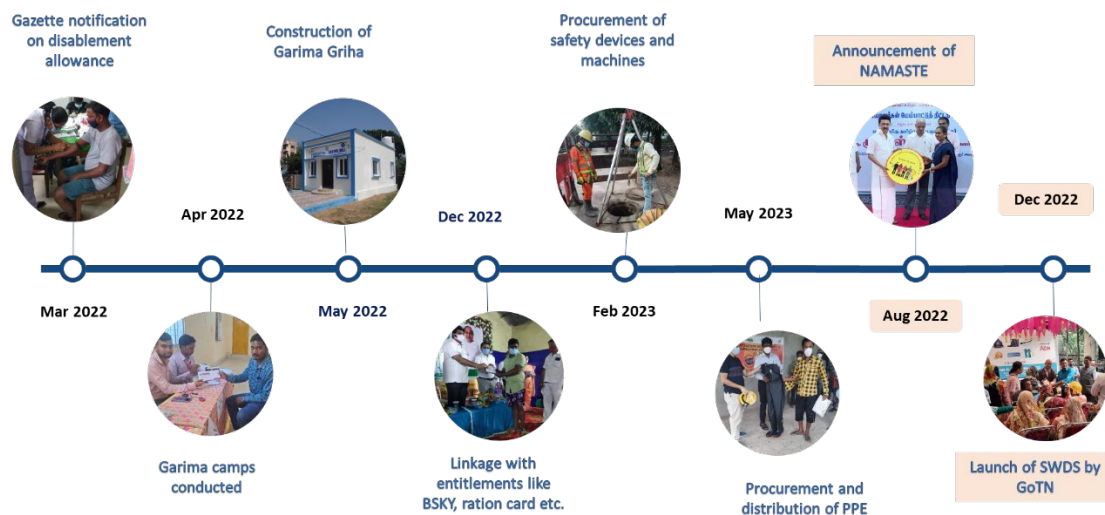 Gazette notification
on disablement
allowance
Construction of
Garima Griha
Procurement of
safety devices and
machines
Announcement of
NAMASTE
Apr 2022
Dec 2022
May 2023
Dec 2022
Mar 2022
May 2022
Feb 2023
Aug 2022
Garima camps
conducted
Linkage with
entitlements like
BSKY, ration card etc.
Procurement and
distribution of PPE
Launch of SWDS by
GoTN